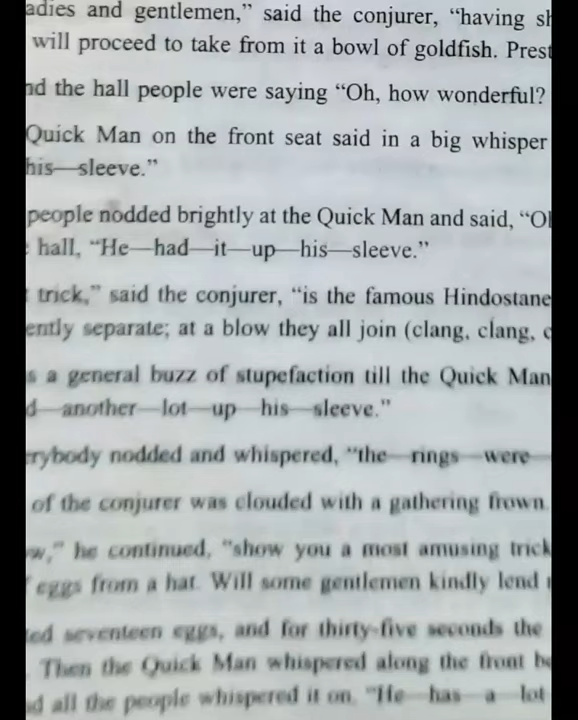 adies and gentlemen,” said the conjurer, “having sh
will proceed to take from it a bowl of goldfish. Prest
nd the hall people were saying “Oh, how wonderful?
Quick Man on the front seat said in a big whisper
his—sleeve.”
people nodded brightly at the Quick Man and said, “Ol
hall, “He—had—it—up—his—sleeve.”
trick,” said the conjurer, “is the famous Hindostane
ently separate; at a blow they all join (clang, clang, c
s a general buzz of stupefaction till the Quick Man
d—another—lot—up—his—sleeve.”
rybody nodded and whispered, “the—rings—were—
of the conjurer was clouded with a gathering frown.
w,” he continued, “show you a most amusing trick
eggs from a hat. Will some gentlemen kindly lend
ted seventeen eggs, and for thirty-five seconds the
Then the Quick Man whispered along the front be
d all the people whispered it on, “He—has—a—lot